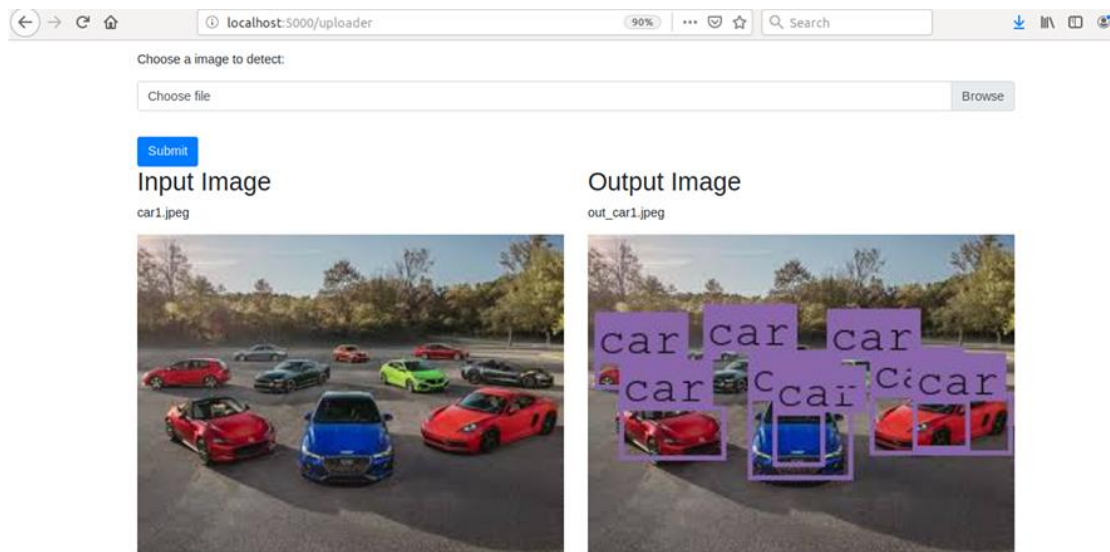 localhost:5000/uploader
90%
Search
Choose a image to detect:
Choose file
Browse
Submit
Input Image
Output Image
car1.jpeg
out_car1.jpeg
car
car
car
car
car
car